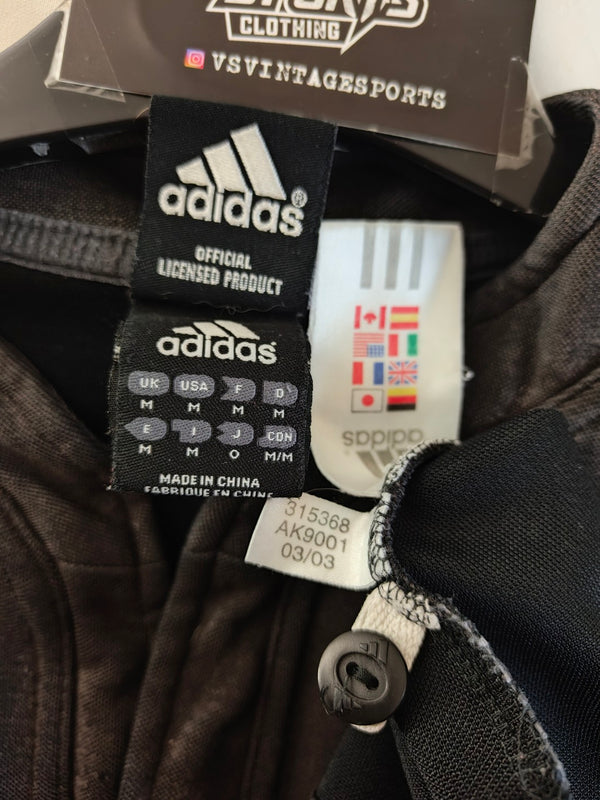 SPORTS
CLOTHING
VSVINTAGESPORTS
adidas®
OFFICIAL
LICENSED PRODUCT
adidas
UK USA F D
M M M M
E I J CDN
M M O M/M
MADE IN CHINA
FABRIQUE EN CHINE
adidas
315368
AK9001
03/03